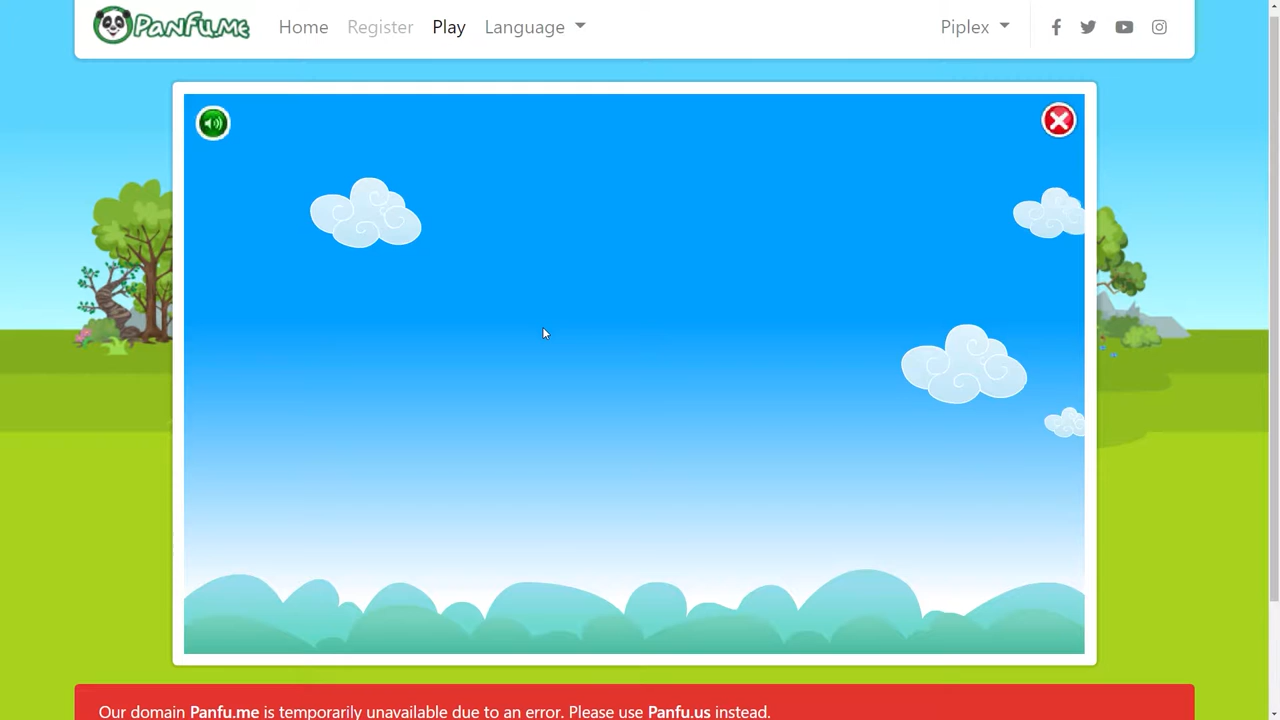 PANFU.ME Home Register Play Language Piplex
Our domain Panfu.me is temporarily unavailable due to an error. Please use Panfu.us instead.